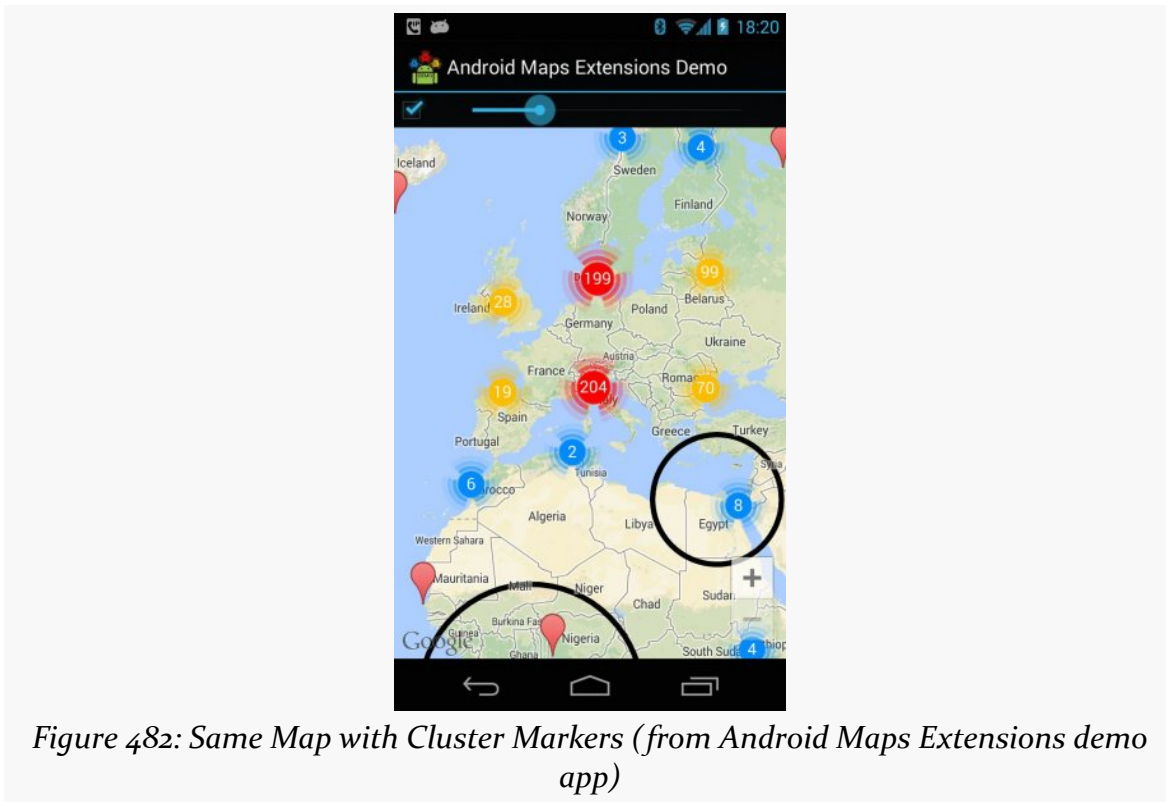 18:20
Android Maps Extensions Demo
3
4
Iceland
Sweden
Finland
Norway
199
99
28
Ireland
Belarus
Poland
Germany
Ukraine
Austria
France
204
70
19
Spain
Greece
Turkey
Portugal
2
Tunisia
6
8
Algeria
Libya
Egypt
Western Sahara
Mauritania
Mali
Niger
Chad
Burkina Fas
Google
Nigeria
Ghana
South Sud
4
Figure 482: Same Map with Cluster Markers (from Android Maps Extensions demo
app)